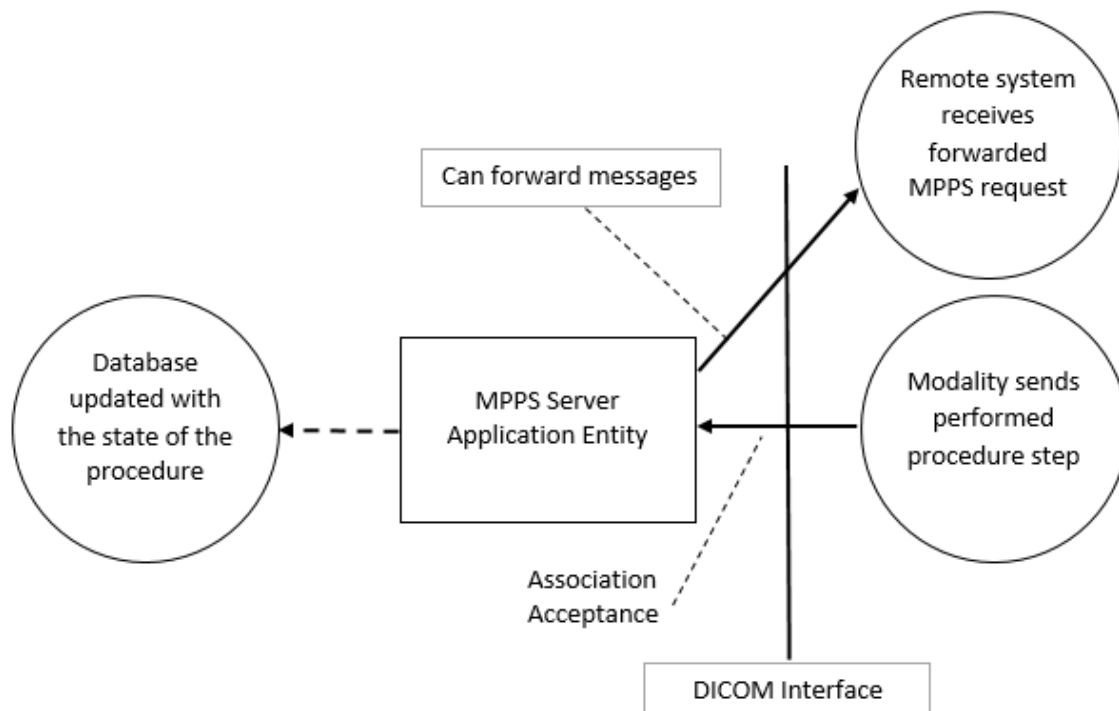 Remote system
receives
forwarded
MPPS request
Can forward messages
Database
updated with
the state of the
procedure
MPPS Server
Application Entity
Modality sends
performed
procedure step
Association
Acceptance
DICOM Interface